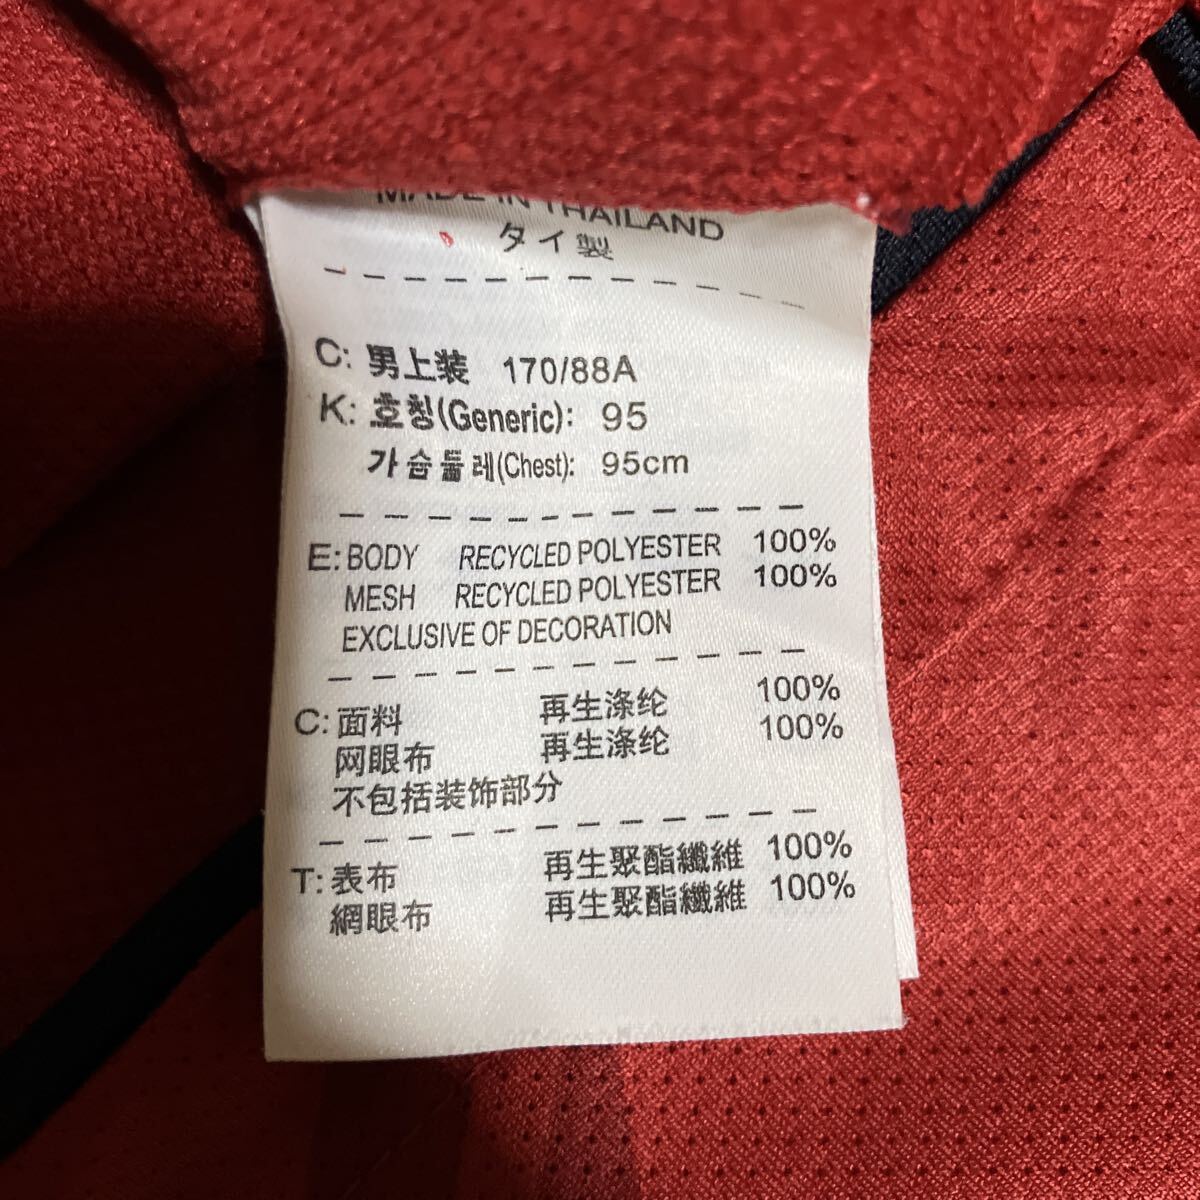 MADE IN THAILAND
タイ製
C: 男上装 170/88A
K: 호칭(Generic): 95
가슴둘레(Chest): 95cm
E: BODY RECYCLED POLYESTER 100%
MESH RECYCLED POLYESTER 100%
EXCLUSIVE OF DECORATION
C: 面料 再生涤纶 100%
网眼布 再生涤纶 100%
不包括装饰部分
T: 表布 再生聚酯纖維 100%
網眼布 再生聚酯纖維 100%